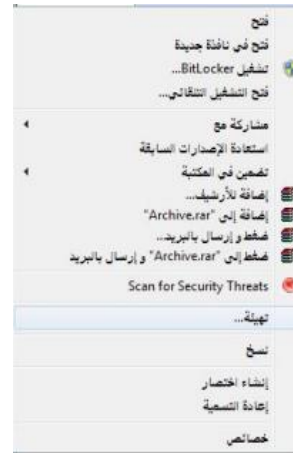 فتح
فتح في نافذة جديدة
تشغيل BitLocker...
فتح التشغيل التلقائي...
مشاركة مع
استعادة الإصدارات السابقة
تضمين في المكتبة
إضافة للأرشيف...
إضافة إلى "Archive.rar"
ضغط و إرسال بالبريد...
ضغط إلى "Archive.rar" و إرسال بالبريد
Scan for Security Threats
تهيئة...
نسخ
إنشاء اختصار
إعادة التسمية
خصائص